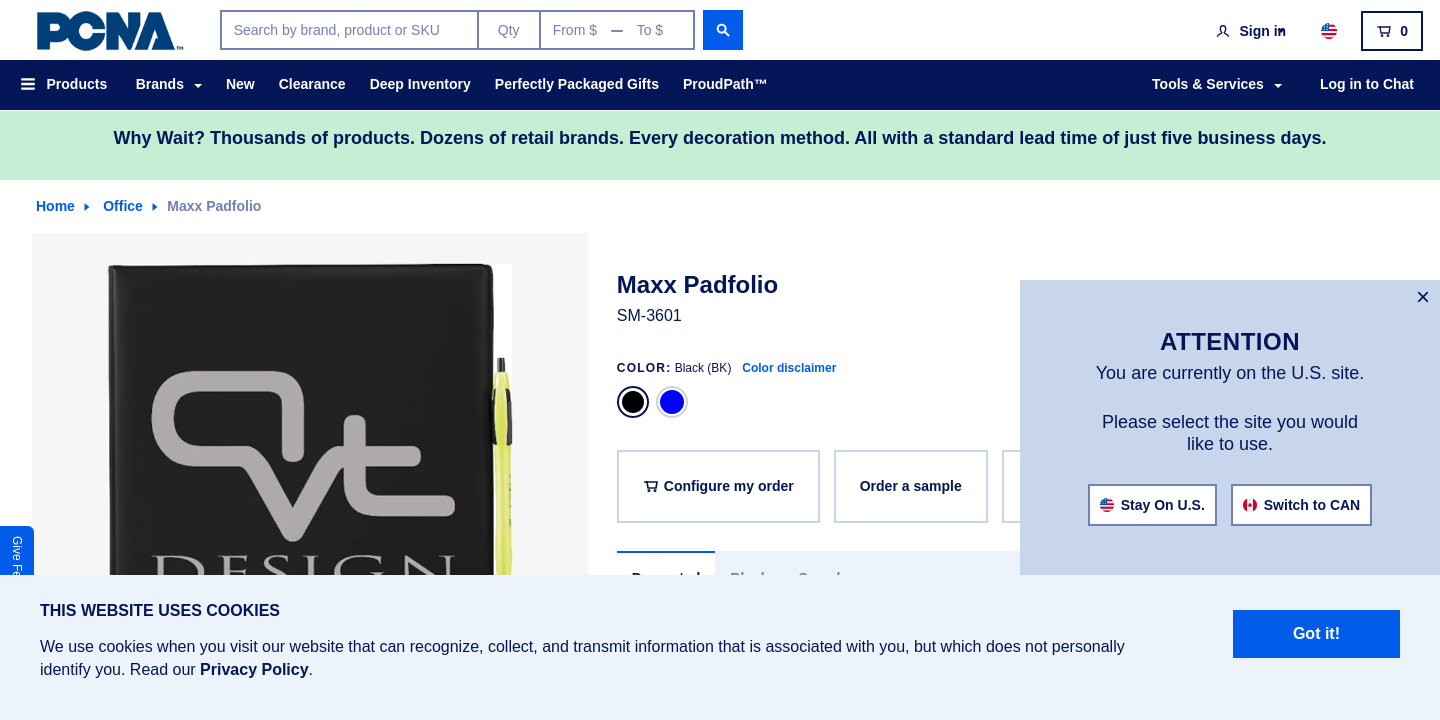 PCNA™
Search by brand, product or SKU
Qty
From $ — To $
Sign in
0
Products
Brands
New
Clearance
Deep Inventory
Perfectly Packaged Gifts
ProudPath™
Tools & Services
Log in to Chat
Why Wait? Thousands of products. Dozens of retail brands. Every decoration method. All with a standard lead time of just five business days.
Home
Office
Maxx Padfolio
DESIGN
Maxx Padfolio
SM-3601
COLOR: Black (BK) Color disclaimer
Configure my order
Order a sample
×
ATTENTION
You are currently on the U.S. site.
Please select the site you would
like to use.
Stay On U.S.
Switch to CAN
Give
THIS WEBSITE USES COOKIES
We use cookies when you visit our website that can recognize, collect, and transmit information that is associated with you, but which does not personally
identify you. Read our Privacy Policy.
Got it!